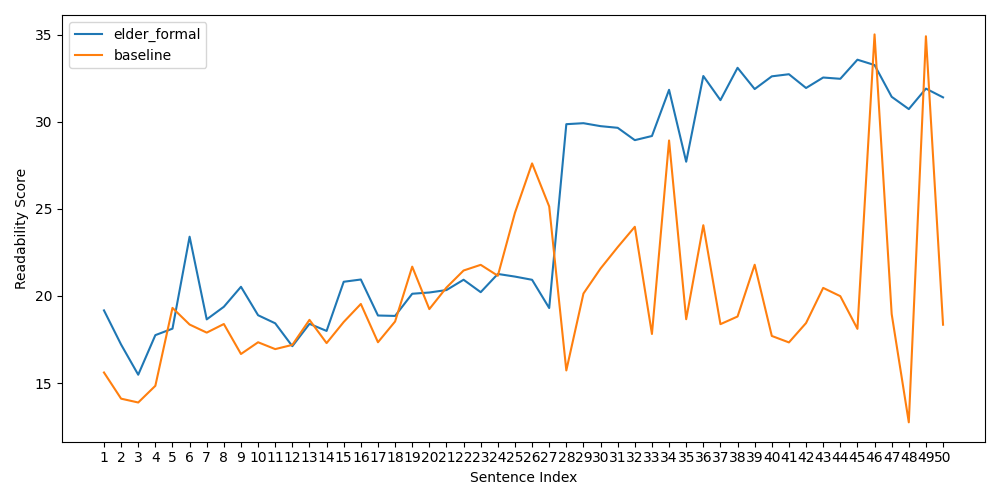 elder_formal
baseline
35
30
25
20
15
Readability Score
1 2 3 4 5 6 7 8 9 10 11 12 13 14 15 16 17 18 19 20 21 22 23 24 25 26 27 28 29 30 31 32 33 34 35 36 37 38 39 40 41 42 43 44 45 46 47 48 49 50
Sentence Index